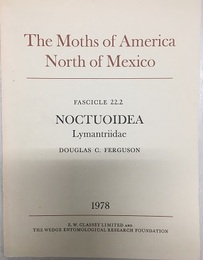 The Moths of America
North of Mexico
FASCICLE 22.2
NOCTUOIDEA
Lymantriidae
DOUGLAS C. FERGUSON
1978
E. W. CLASSEY LIMITED AND
THE WEDGE ENTOMOLOGICAL RESEARCH FOUNDATION